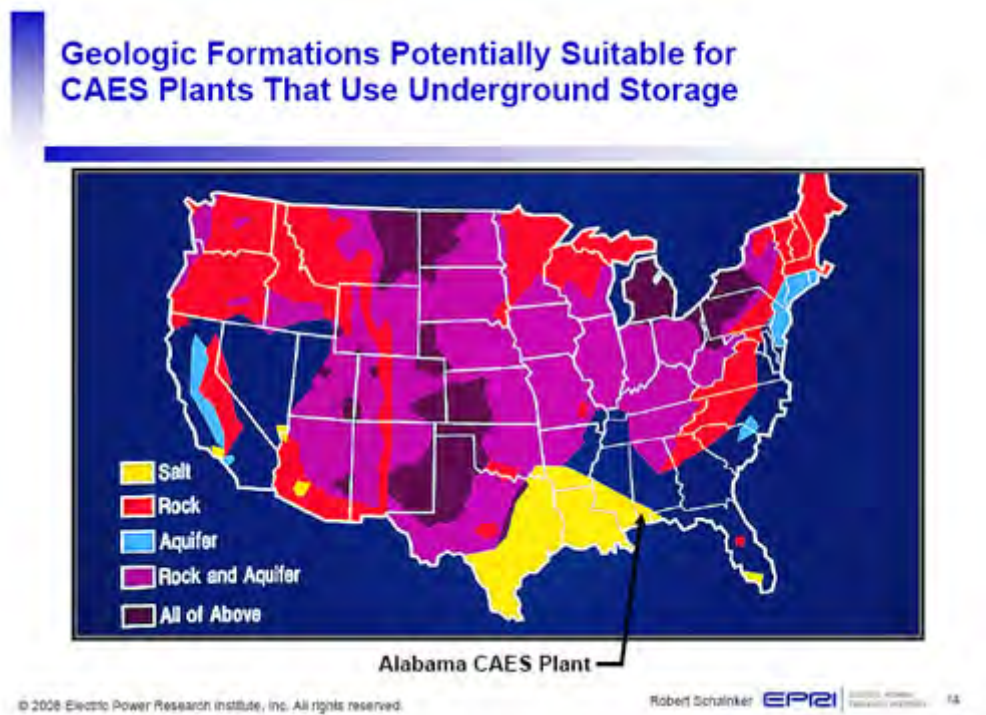 Geologic Formations Potentially Suitable for
CAES Plants That Use Underground Storage
Salt
Rock
Aquifer
Rock and Aquifer
All of Above
Alabama CAES Plant
© 2008 Electric Power Research Institute, Inc. All rights reserved.
Robert Schainker EPRI
14